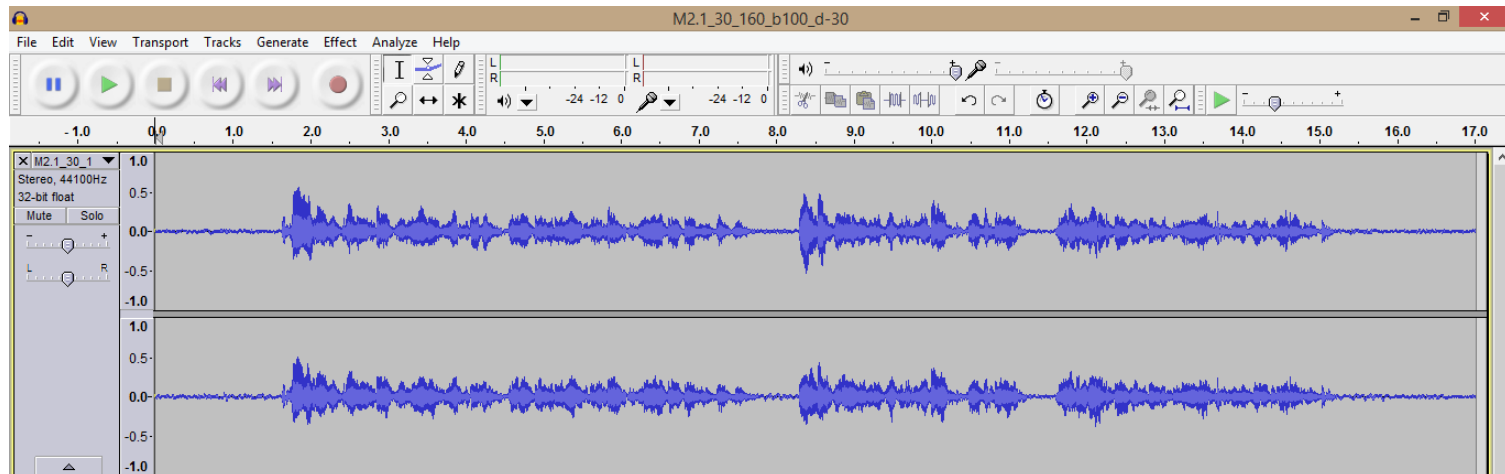 M2.1_30_160_b100_d-30
File Edit View Transport Tracks Generate Effect Analyze Help
L R
L R
-24 -12 0
-24 -12 0
-1.0 0.0 1.0 2.0 3.0 4.0 5.0 6.0 7.0 8.0 9.0 10.0 11.0 12.0 13.0 14.0 15.0 16.0 17.0
M2.1_30_1
Stereo, 44100Hz
32-bit float
Mute Solo
- +
L R
1.0
0.5
0.0
-0.5
-1.0
1.0
0.5
0.0
-0.5
-1.0